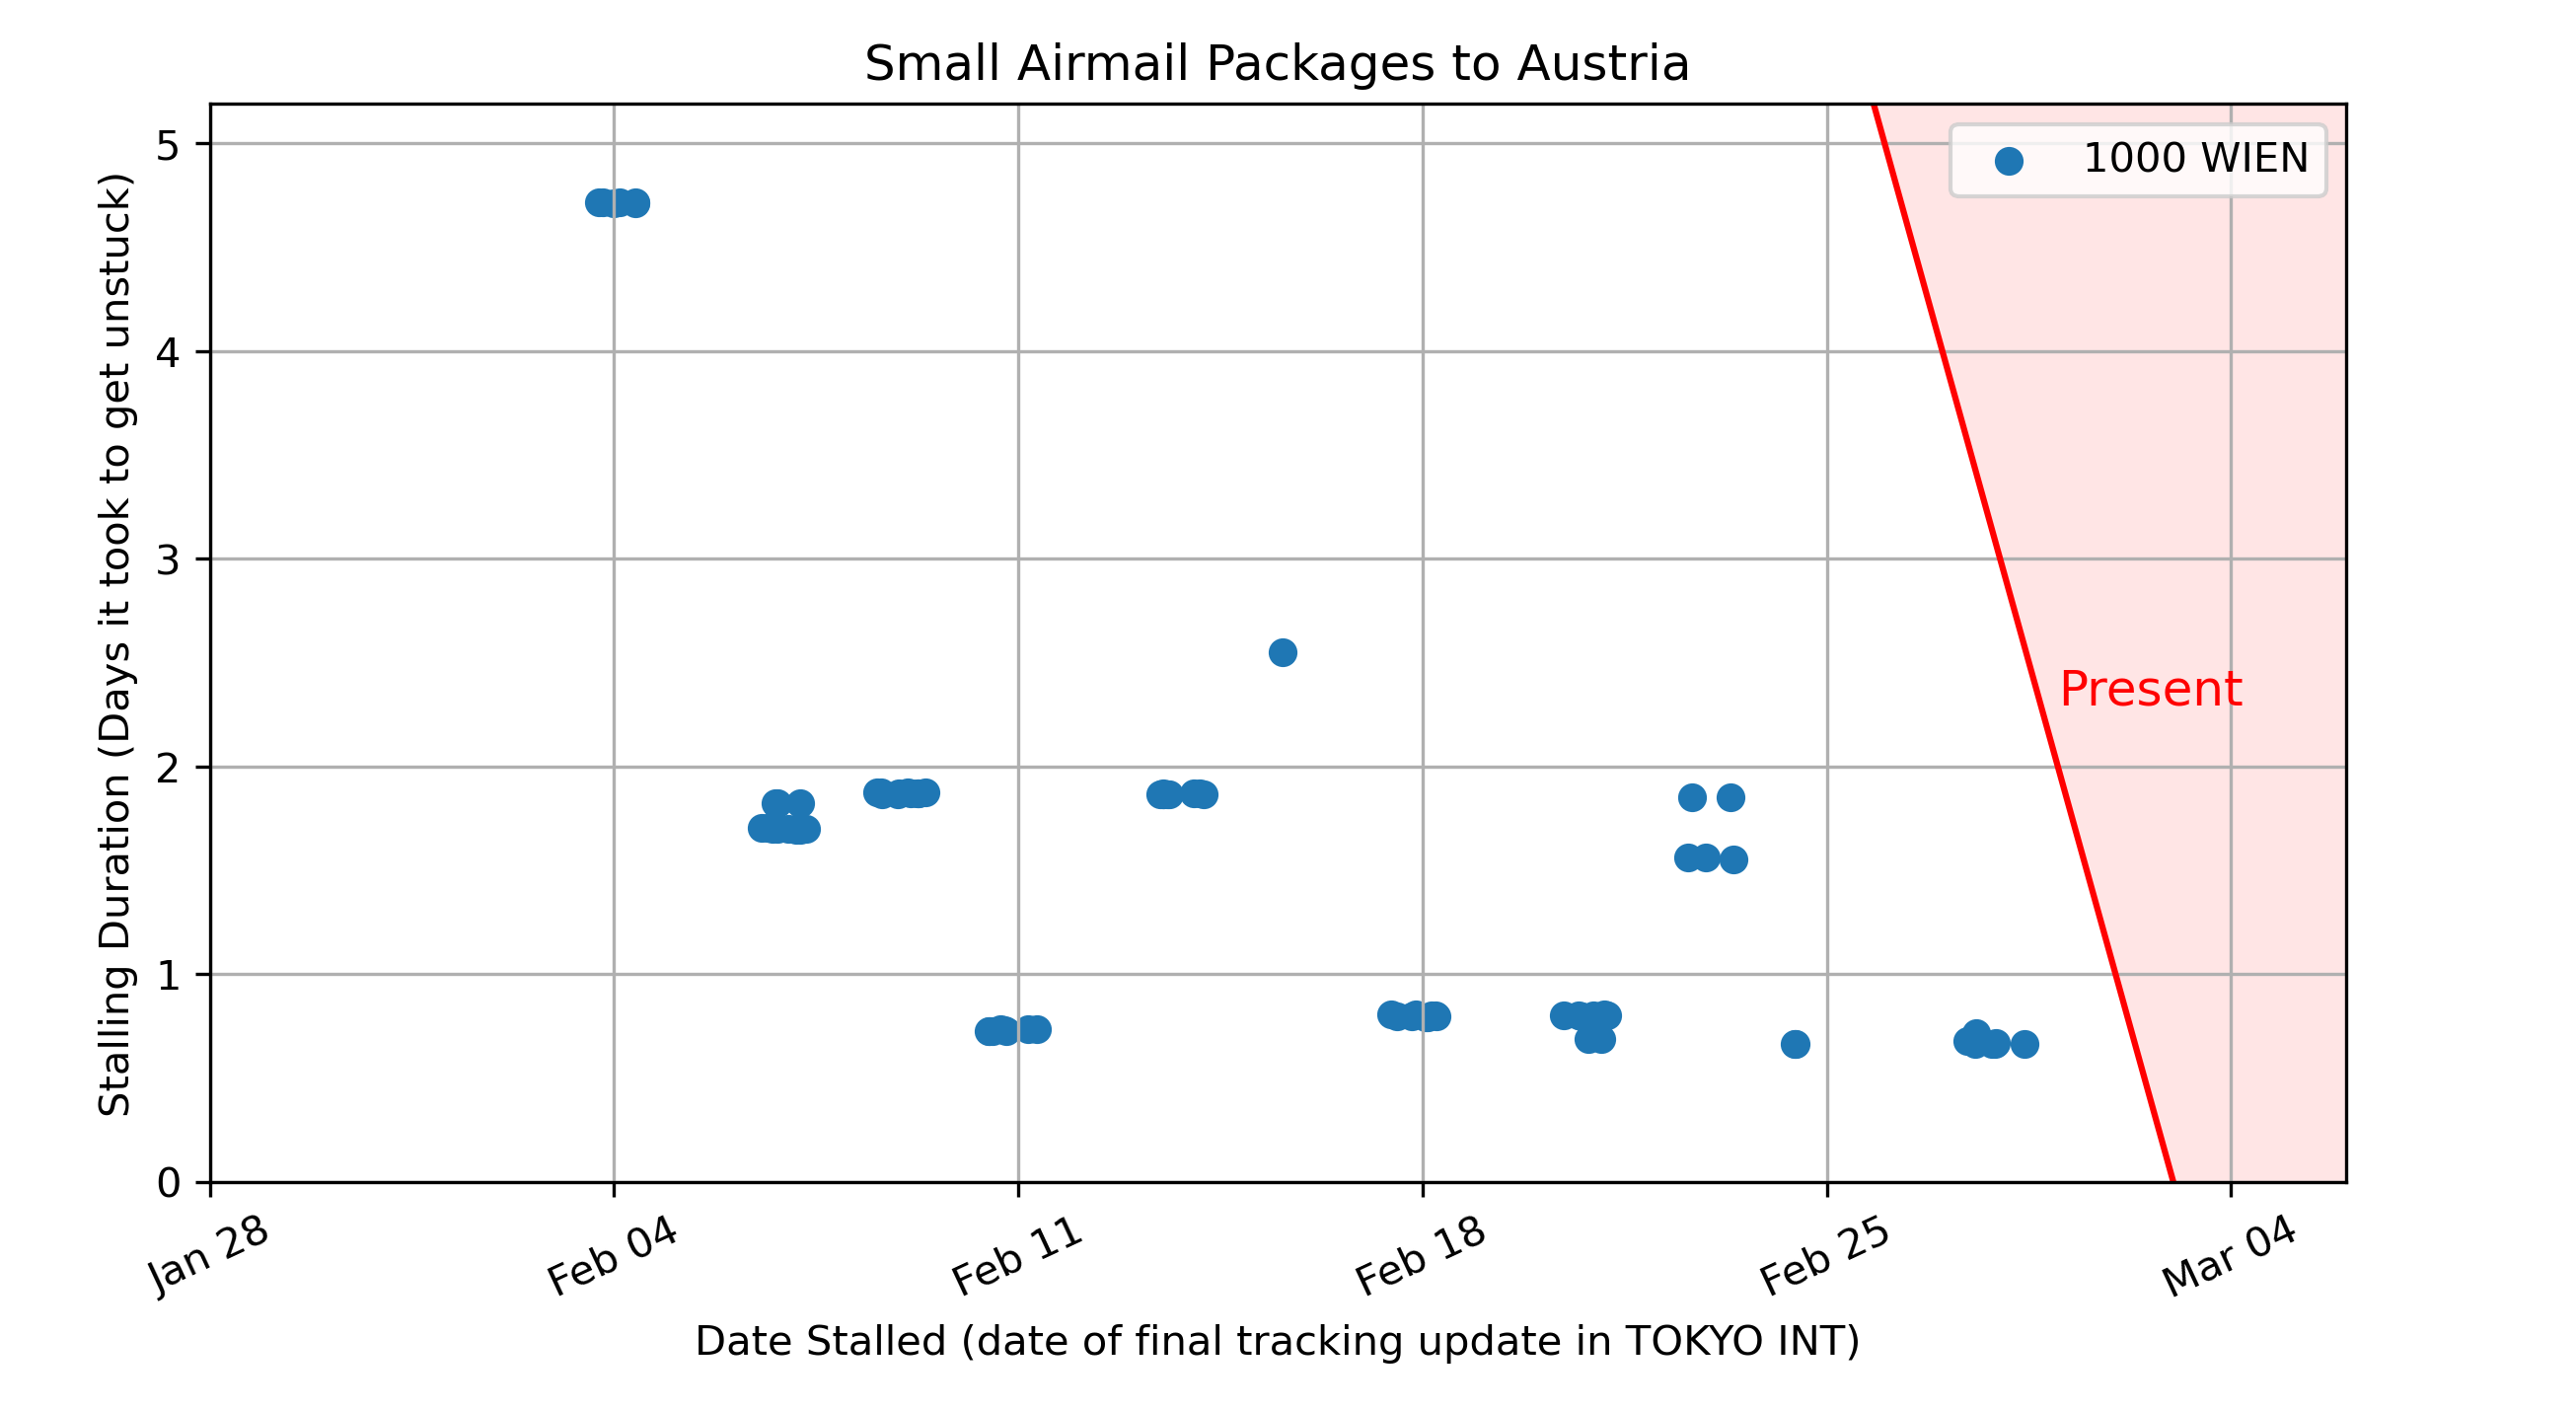 Small Airmail Packages to Austria
Stalling Duration (Days it took to get unstuck)
5
4
3
2
1
0
1000 WIEN
Present
Jan 28
Feb 04
Feb 11
Feb 18
Feb 25
Mar 04
Date Stalled (date of final tracking update in TOKYO INT)